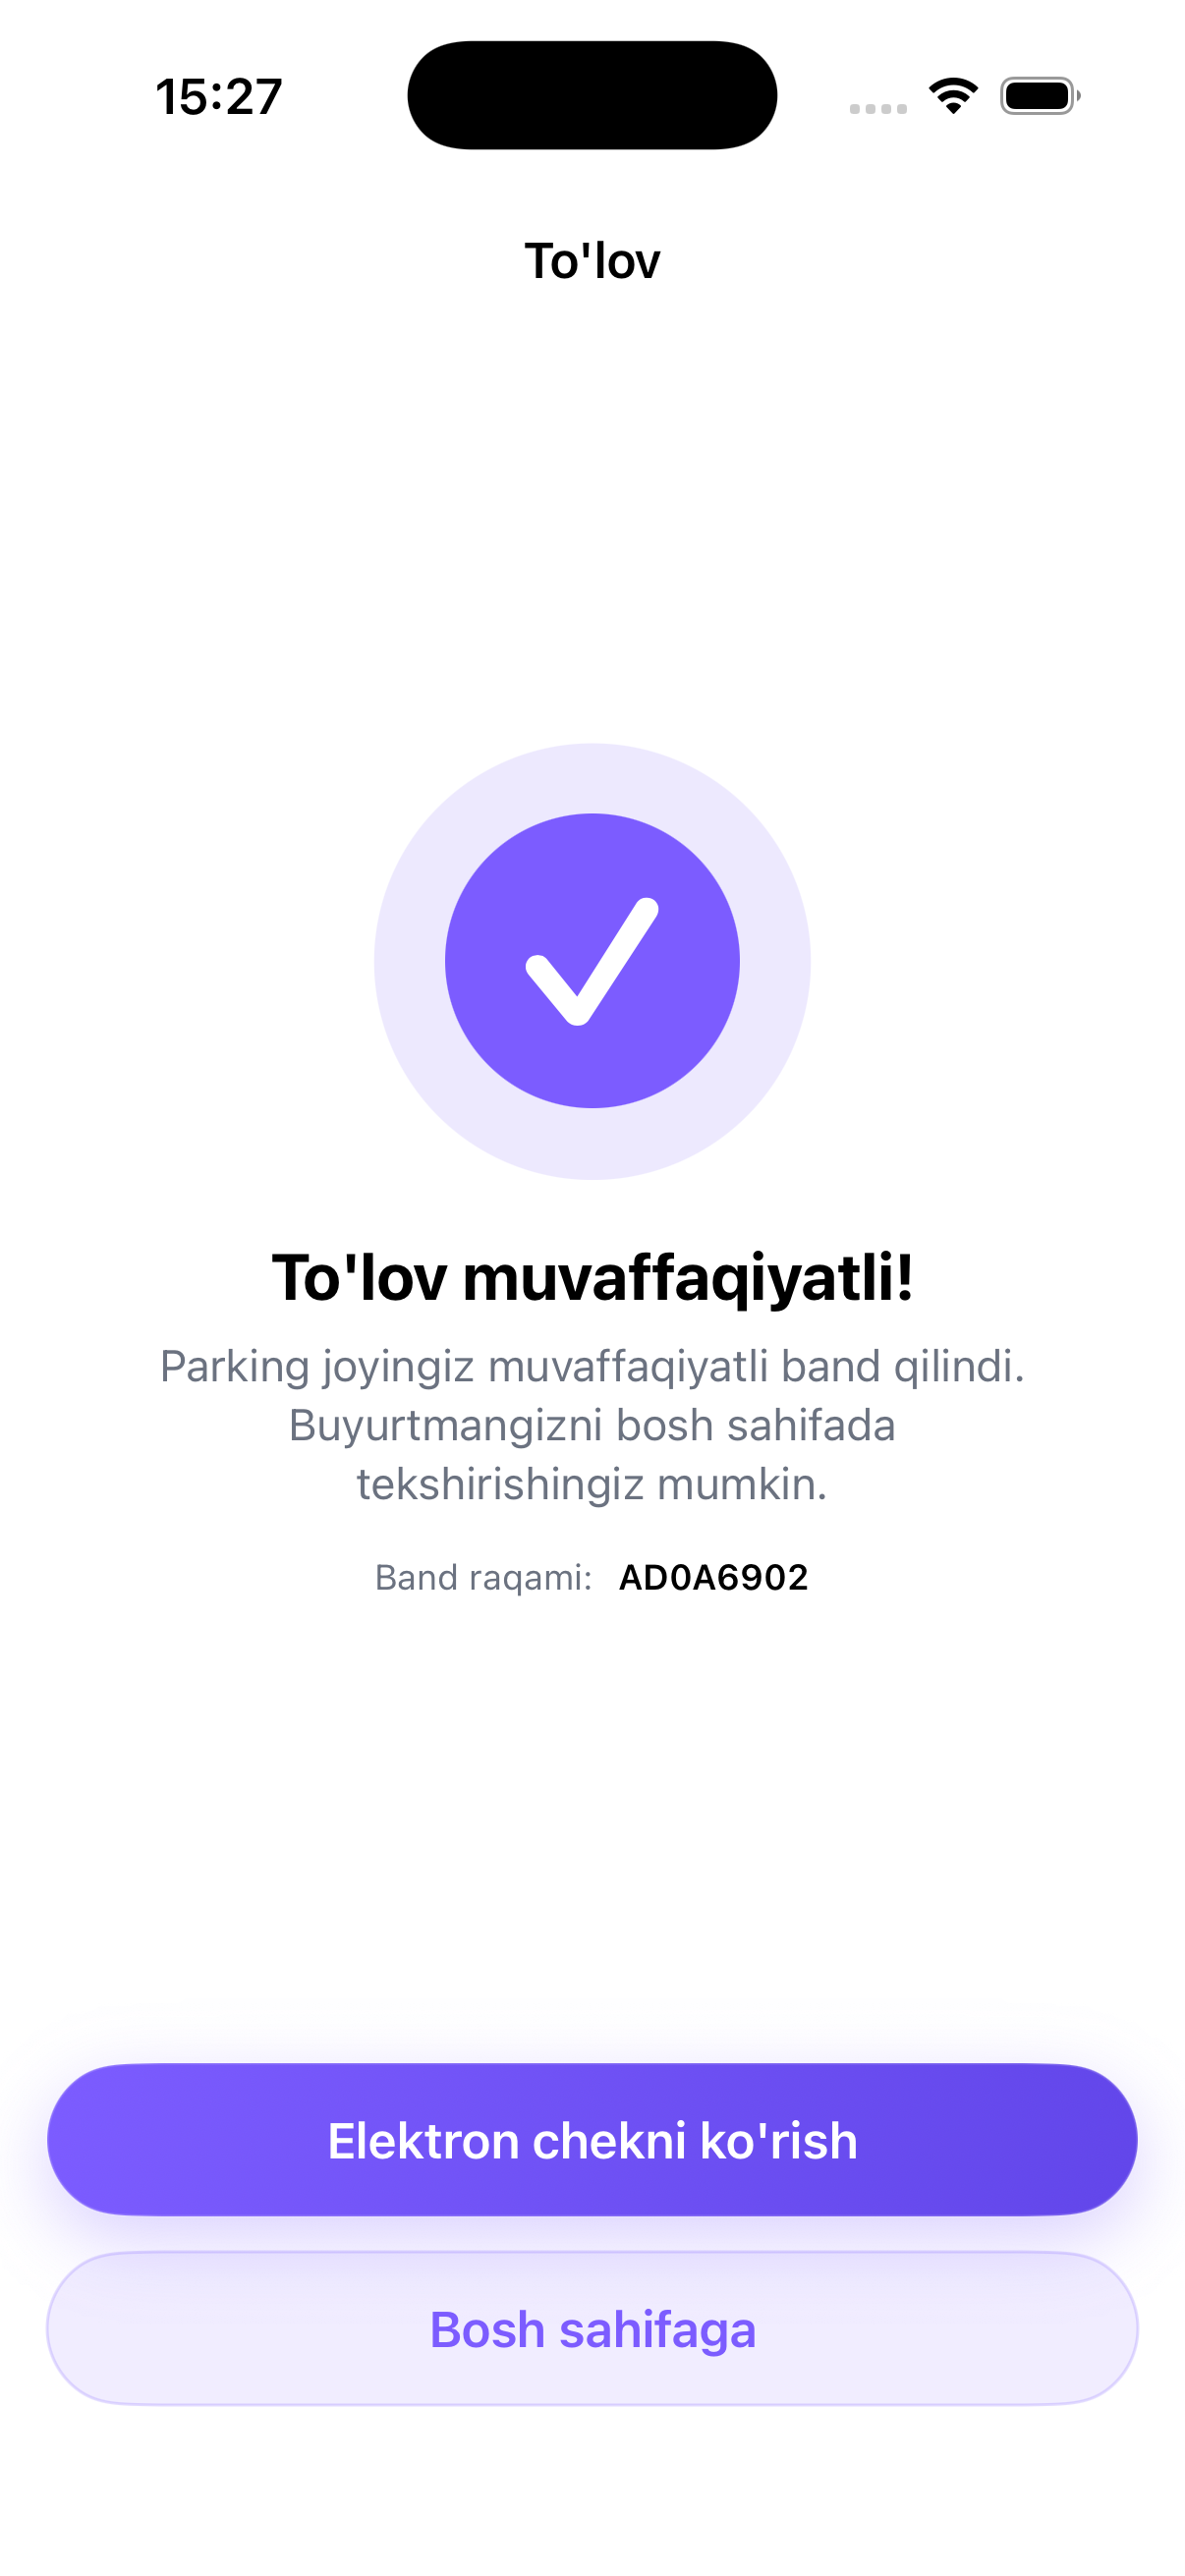 15:27
To'lov
To'lov muvaffaqiyatli!
Parking joyingiz muvaffaqiyatli band qilindi.
Buyurtmangizni bosh sahifada
tekshirishingiz mumkin.
Band raqami: AD0A6902
Elektron chekni ko'rish
Bosh sahifaga